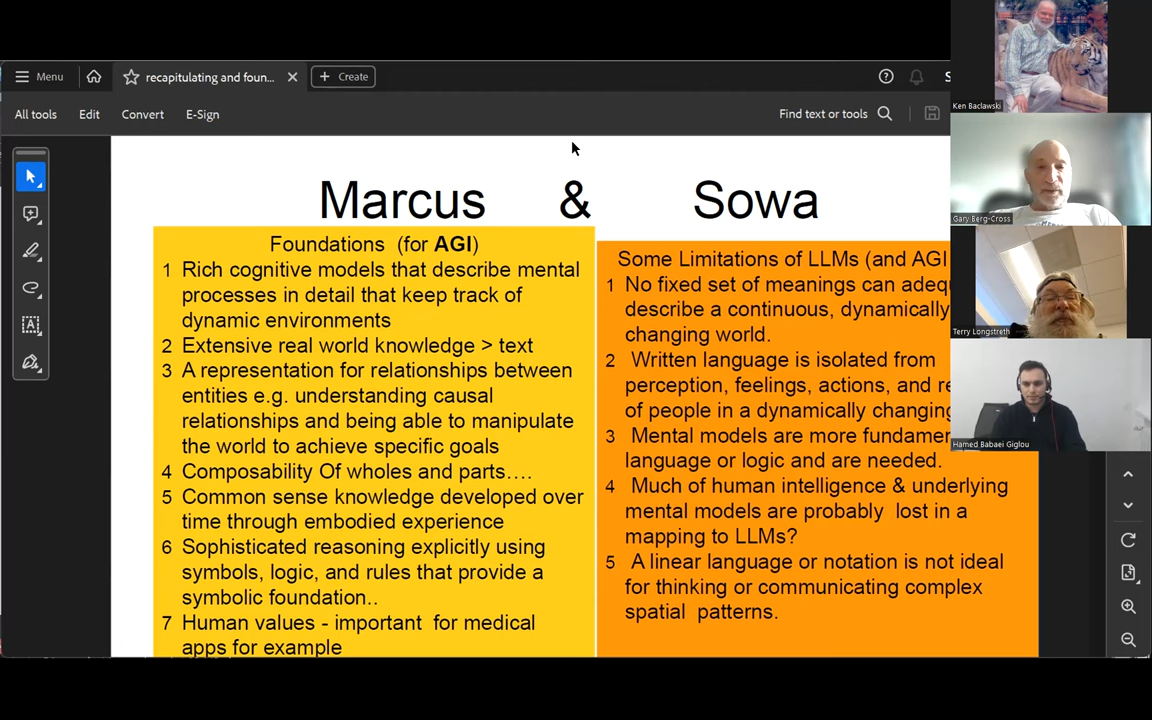 Menu
recapitulating and foun...
Create
All tools
Edit
Convert
E-Sign
Find text or tools
Marcus & Sowa
Foundations (for AGI)
1 Rich cognitive models that describe mental
processes in detail that keep track of
dynamic environments
2 Extensive real world knowledge > text
3 A representation for relationships between
entities e.g. understanding causal
relationships and being able to manipulate
the world to achieve specific goals
4 Composability Of wholes and parts....
5 Common sense knowledge developed over
time through embodied experience
6 Sophisticated reasoning explicitly using
symbols, logic, and rules that provide a
symbolic foundation..
7 Human values - important for medical
apps for example
Some Limitations of LLMs (and AGI
1 No fixed set of meanings can
describe a continuous, dynamically
changing world.
2 Written language is isolated from
perception, feelings, actions, and
of people in a dynamically
3 Mental models are more
language or logic and are needed.
4 Much of human intelligence & underlying
mental models are probably lost in a
mapping to LLMs?
5 A linear language or notation is not ideal
for thinking or communicating complex
spatial patterns.
Ken Baclawski
Gary Berg-Cross
Terry Longstreth
Hamed Babaei Giglou